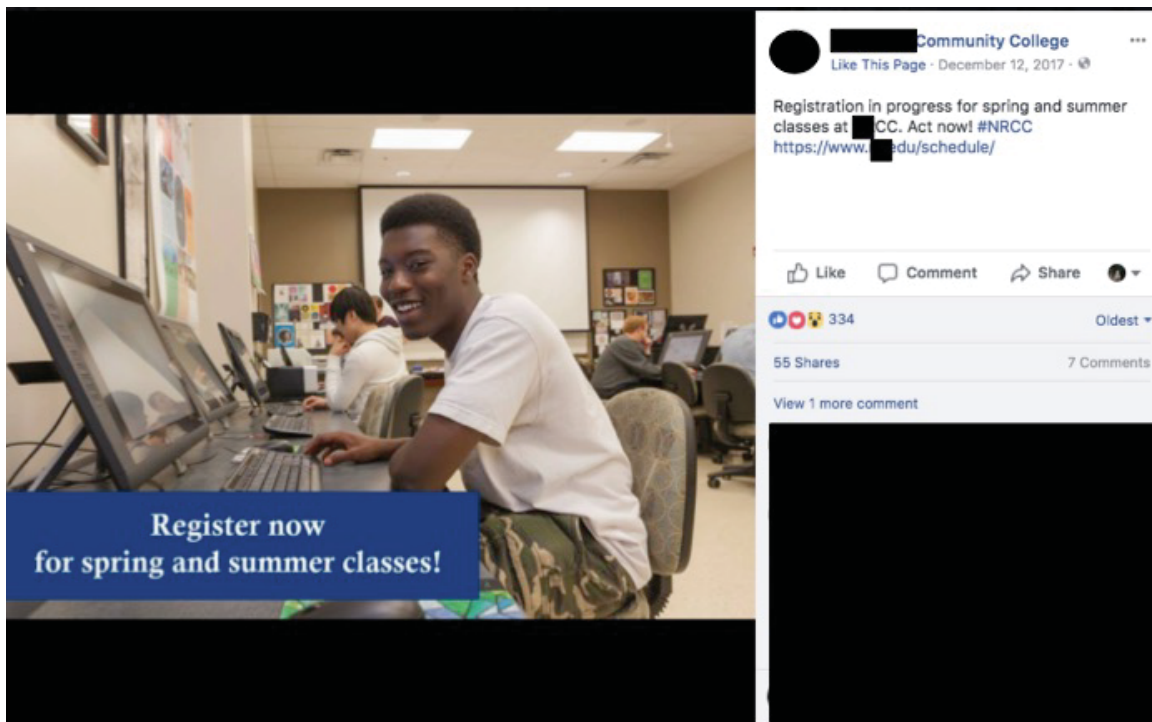 Register now
for spring and summer classes!
Community College
Like This Page · December 12, 2017 ·
Registration in progress for spring and summer
classes at CC. Act now! #NRCC
https://www. edu/schedule/
Like Comment Share
334 Oldest
55 Shares 7 Comments
View 1 more comment